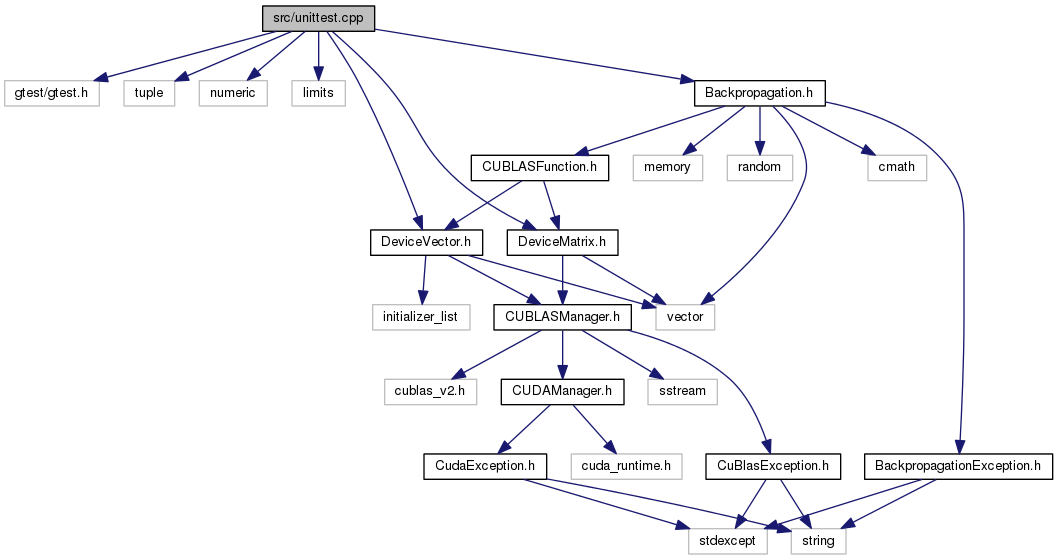 src/unittest.cpp
gtest/gtest.h
tuple
numeric
limits
Backpropagation.h
CUBLASFunction.h
memory
random
cmath
DeviceVector.h
DeviceMatrix.h
initializer_list
CUBLASManager.h
vector
cublas_v2.h
CUDAManager.h
sstream
CudaException.h
cuda_runtime.h
CuBlasException.h
BackpropagationException.h
stdexcept
string